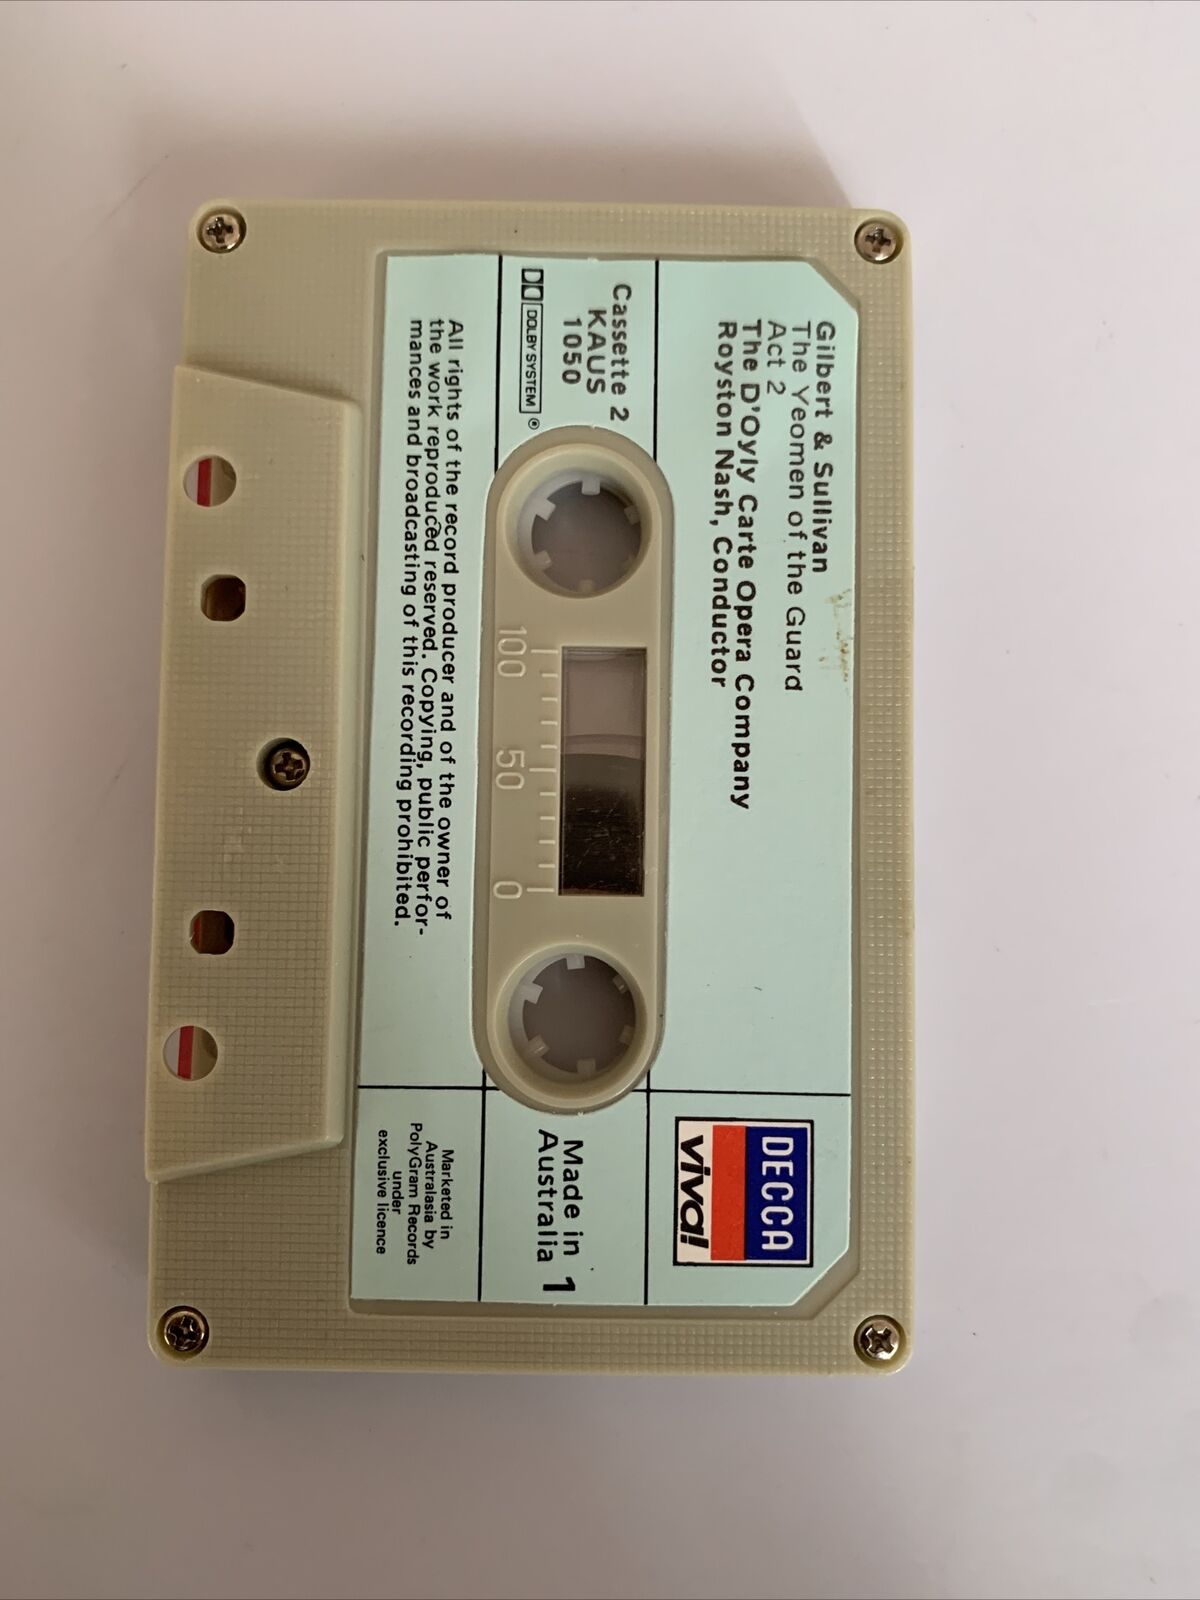 Gilbert & Sullivan
The Yeomen of the Guard
Act 2
The D'Oyly Carte Opera Company
Royston Nash, Conductor
DECCA
viva!
Cassette 2
KAUS
1050
DOLBY SYSTEM ®
100 50 0
Made in
Australia
1
All rights of the record producer and of the owner of
the work reproduced reserved. Copying, public perfor-
mances and broadcasting of this recording prohibited.
Marketed in
Australasia by
PolyGram Records
under
exclusive licence